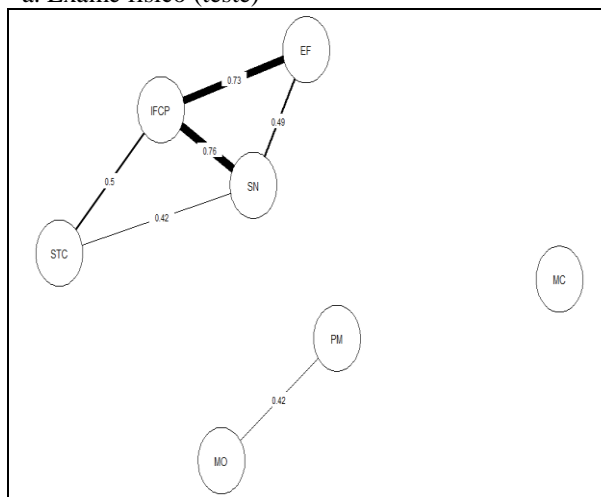 a. Exame físico (teste)
EF
0.73
IFCP
0.49
0.76
0.5
SN
0.42
STC
MC
PM
0.42
MO